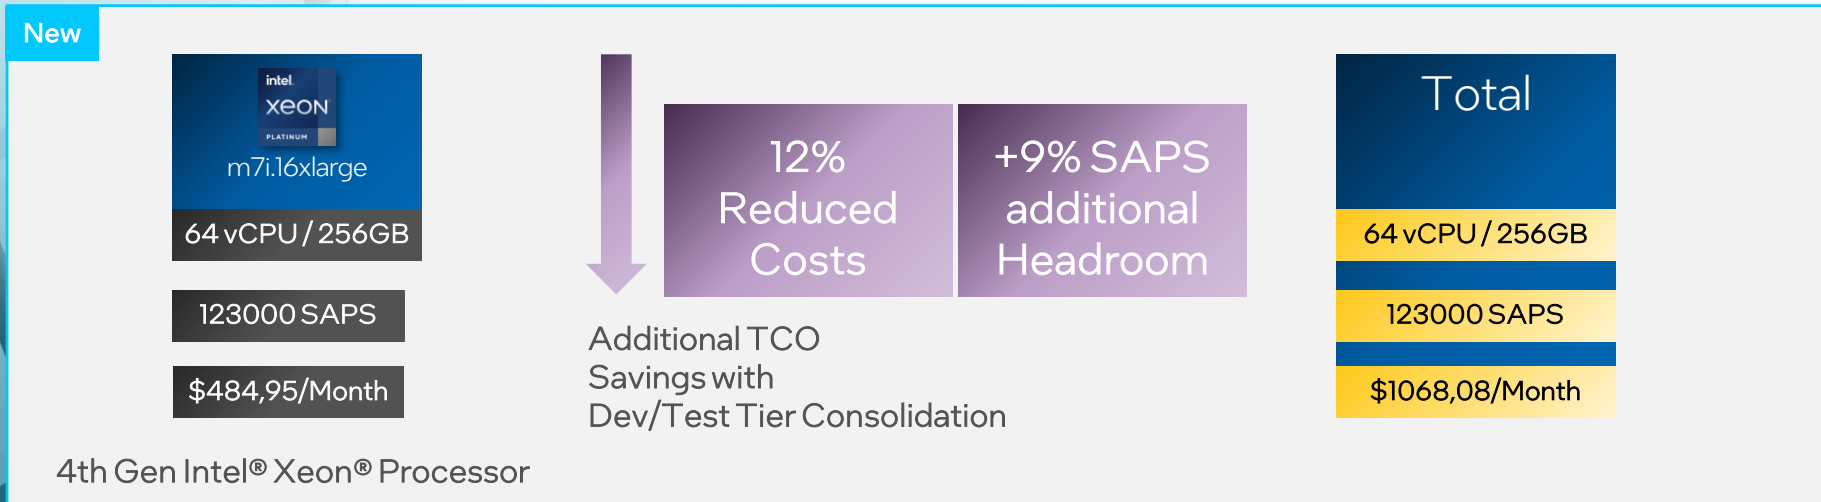 New
intel.
xeon
PLATINUM
m7i.16xlarge
64 vCPU / 256GB
123000 SAPS
$484,95/Month
4th Gen Intel® Xeon® Processor
12%
Reduced
Costs
+9% SAPS
additional
Headroom
Additional TCO
Savings with
Dev/Test Tier Consolidation
Total
64 vCPU / 256GB
123000 SAPS
$1068,08/Month